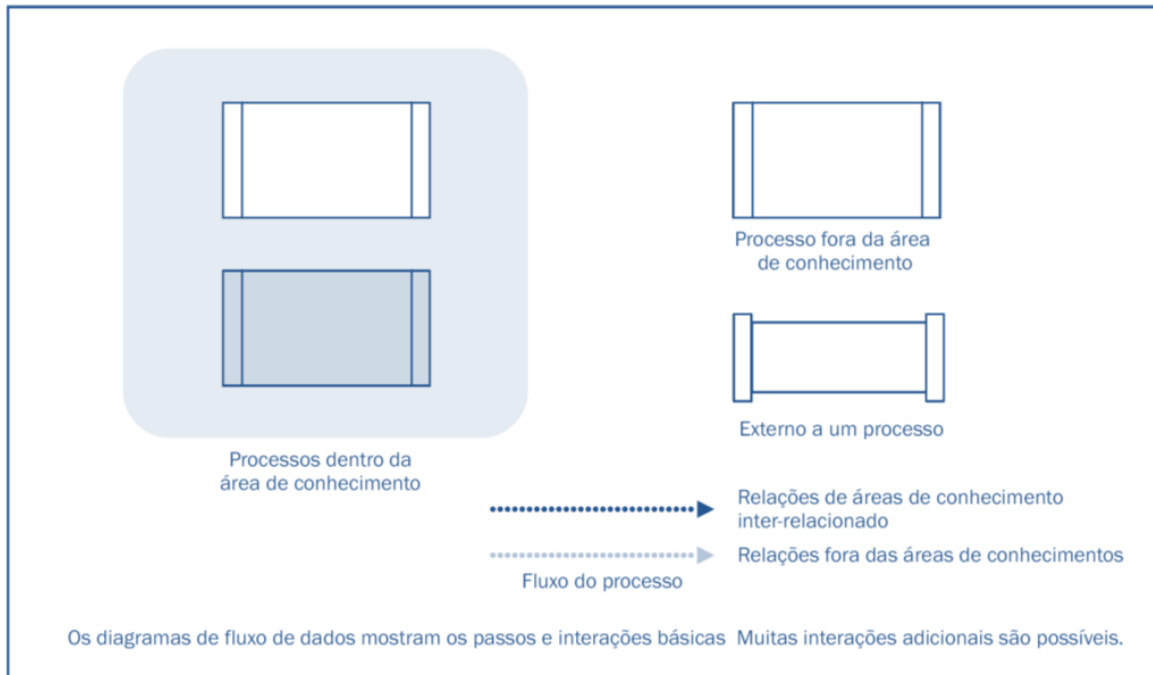 Processo fora da área
de conhecimento
Externo a um processo
Processos dentro da
área de conhecimento
Relações de áreas de conhecimento
inter-relacionado
Relações fora das áreas de conhecimentos
Fluxo do processo
Os diagramas de fluxo de dados mostram os passos e interações básicas Muitas interações adicionais são possíveis.